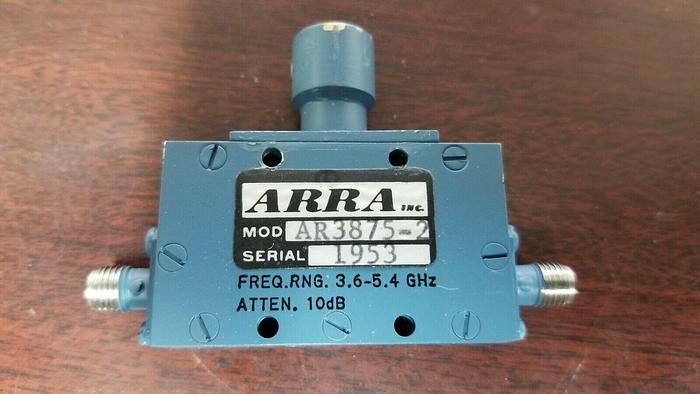 ARRA INC.
MOD AR3875-2
SERIAL 1953
FREQ.RNG. 3.6-5.4 GHz
ATTEN. 10dB